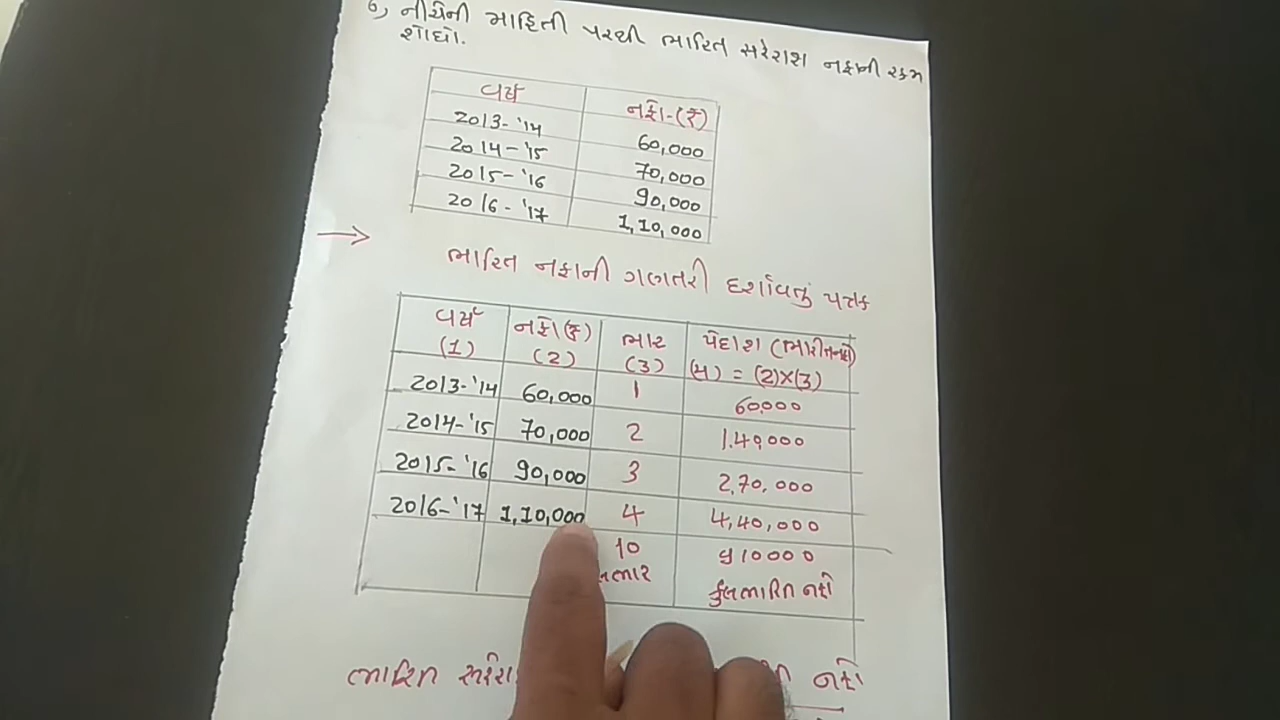 6) નીચેની માહિતી પરથી ભારિત સરેરાશ નફાની રકમ
શોધો.
વર્ષ નફો-(₹)
2013-'14 60,000
2014-'15 70,000
2015-'16 90,000
2016-'17 1,10,000
ભારિત નફાની ગણતરી દર્શાવતું પત્રક
વર્ષ નફો(₹) ભાર પેદાશ (ભારીતનફો)
(1) (2) (3) (4) = (2)X(3)
2013-'14 60,000 1 60,000
2014-'15 70,000 2 1.40,000
2015-'16 90,000 3 2,70,000
2016-'17 1,10,000 4 4,40,000
10 910000
કુલભારિત નફો
ભારિત નફો